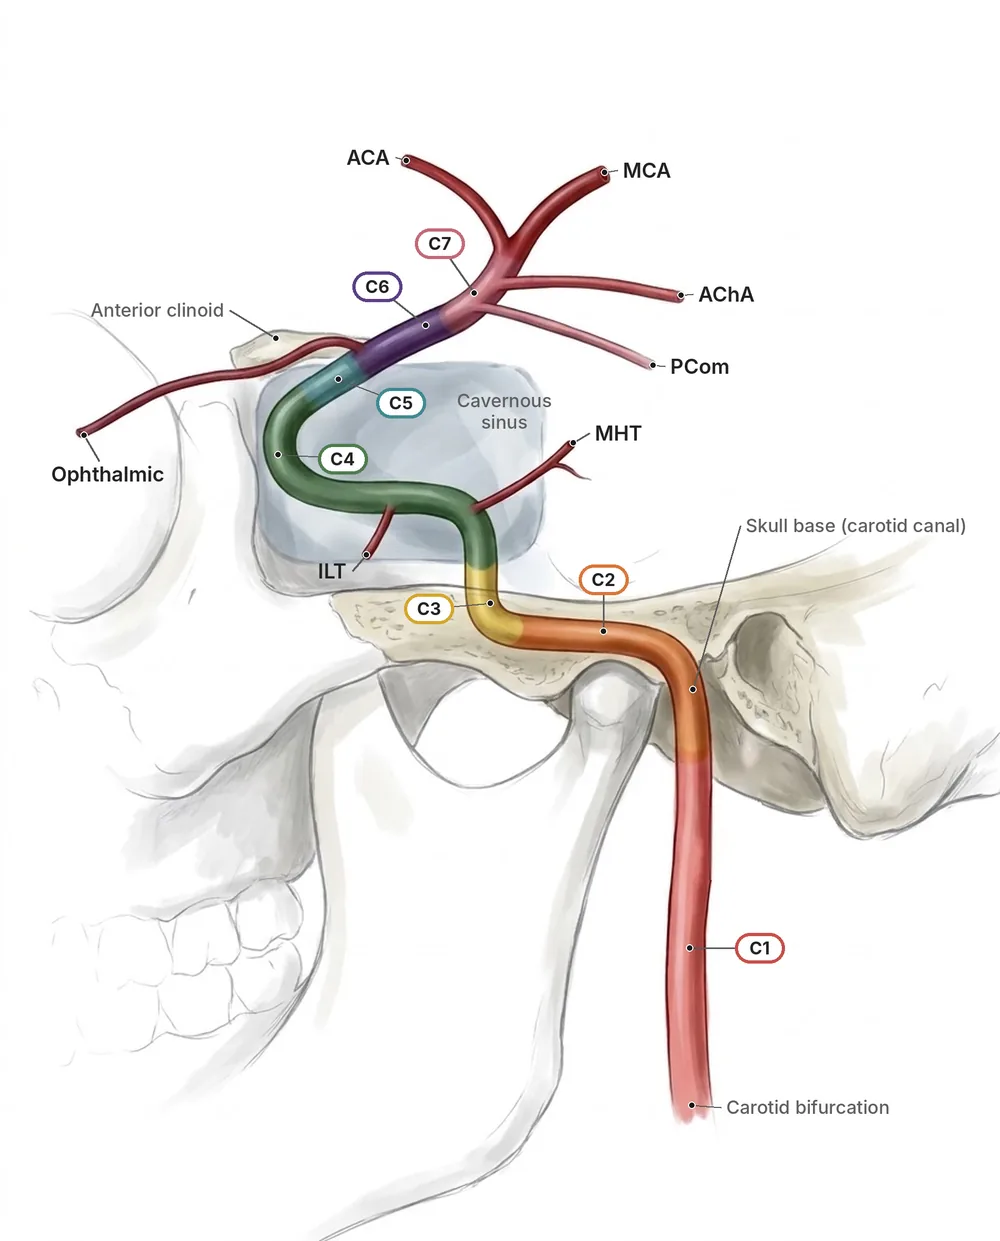 ACA
MCA
C7
C6
AChA
Anterior clinoid
PCom
C5
Cavernous
sinus
MHT
C4
Ophthalmic
Skull base (carotid canal)
ILT
C2
C3
C1
Carotid bifurcation